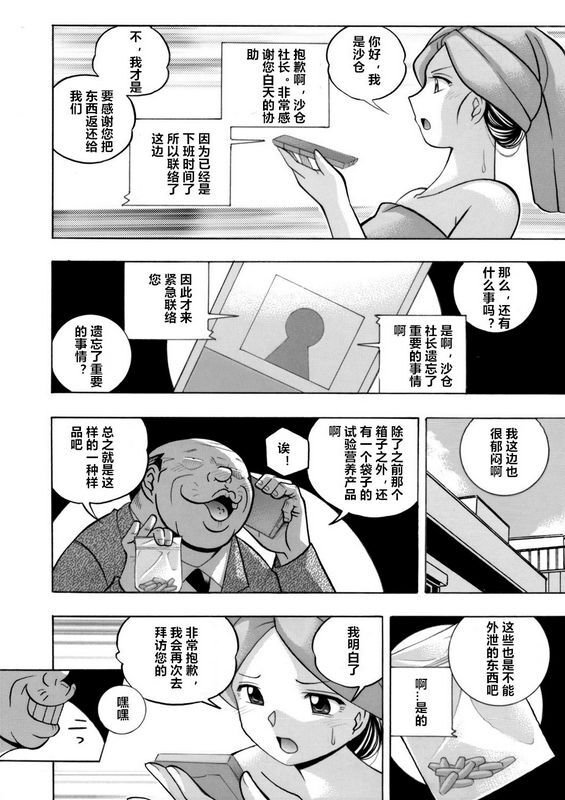 你好，我
是沙仓
抱歉啊，沙仓
社长。非常感
谢您白天的协
助
不，我才是
要感谢您把
东西返还给
我们
因为已经是
下班时间了
所以联络了
这边
那么，还有
什么事吗？
是啊，沙仓
社长遗忘了
重要的事情
啊
因此才来
紧急联络
您
遗忘了重要
的事情？
我这边也
很郁闷啊
除了之前那个
箱子之外，还
有一个袋子的
试验营养产品
啊
诶！
总之就是这
样的一种样
品吧
这些也是不能
外泄的东西吧
啊…是的
我明白了
非常抱歉，
我会再次去
拜访您的
嘿
嘿